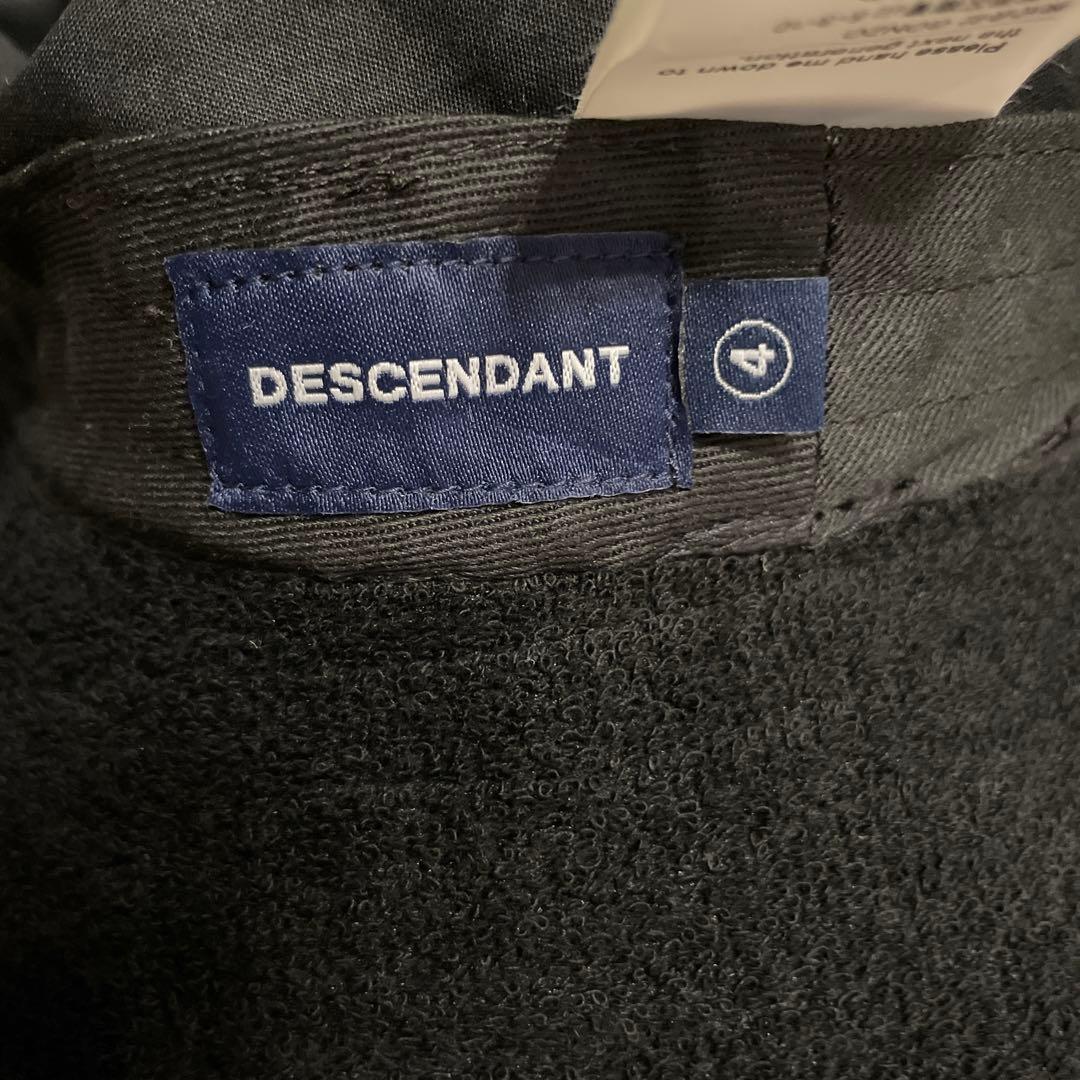 Please hand me down to
the next generation.
DESCENDANT
4